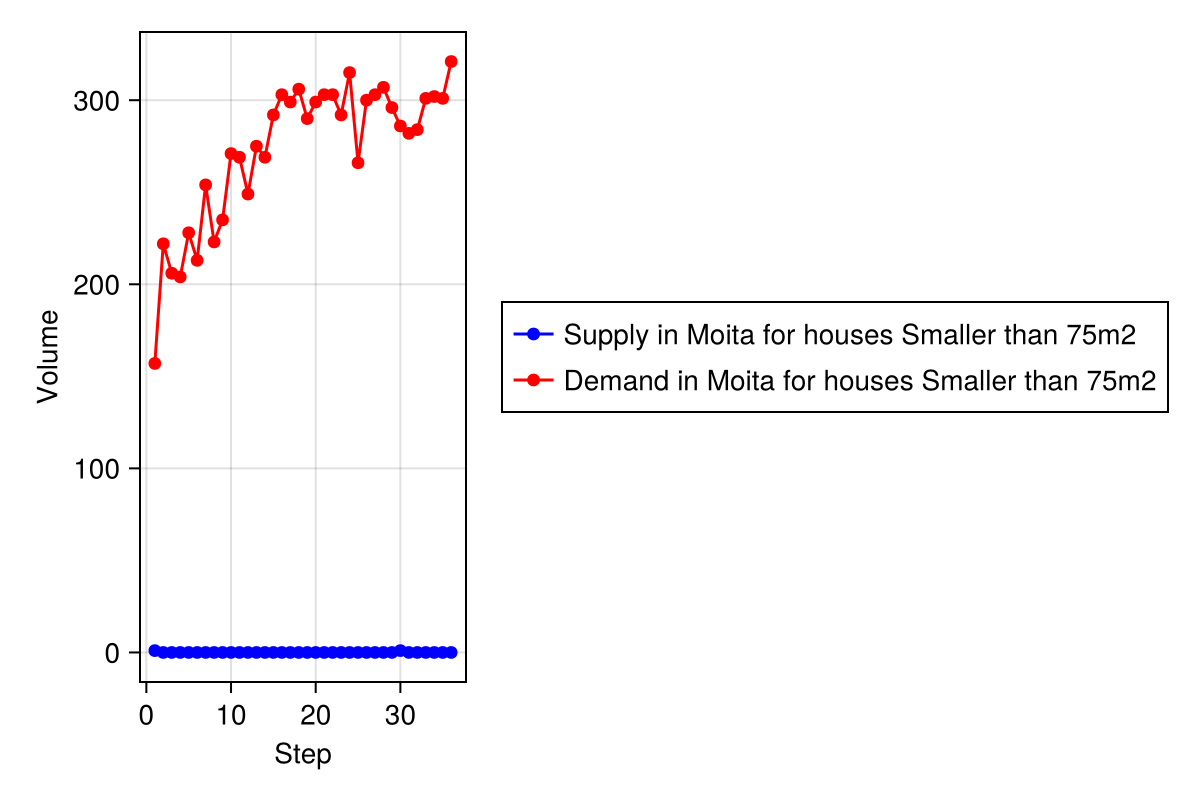 300
200
100
0
Volume
0 10 20 30
Step
Supply in Moita for houses Smaller than 75m2
Demand in Moita for houses Smaller than 75m2